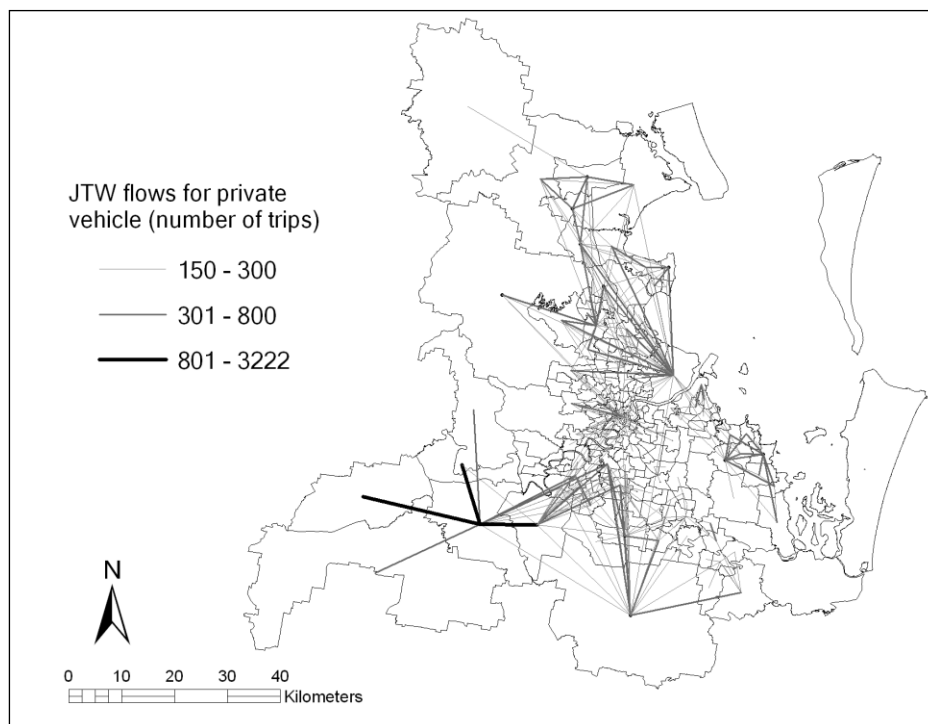 JTW flows for private
vehicle (number of trips)
150 - 300
301 - 800
801 - 3222
N
0 10 20 30 40
Kilometers